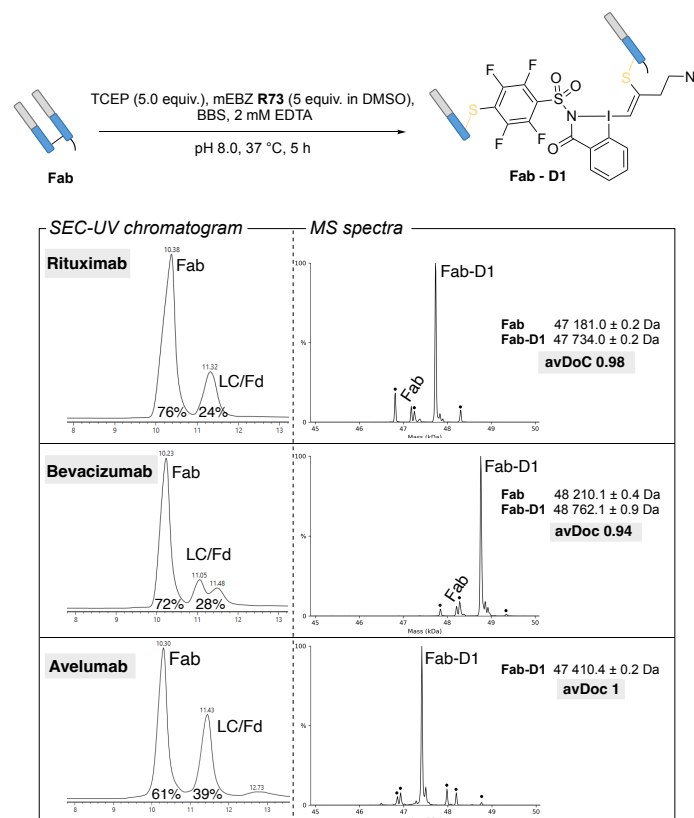 TCEP (5.0 equiv.), mEBZ R73 (5 equiv. in DMSO),
BBS, 2 mM EDTA
pH 8.0, 37 °C, 5 h
Fab
S
F
F
F
F
O
O
S
N
I
O
S
N
Fab - D1
SEC-UV chromatogram
MS spectra
Rituximab
10.38
Fab
11.32
LC/Fd
76% 24%
8 9 10 11 12 13
100
%
Fab
Fab-D1
45 46 47 48 49 50
Mass (kDa)
Fab 47 181.0 ± 0.2 Da
Fab-D1 47 734.0 ± 0.2 Da
avDoC 0.98
Bevacizumab
10.23
Fab
LC/Fd
11.05
11.48
72% 28%
8 9 10 11 12 13
100
%
Fab
Fab-D1
45 46 47 48 49 50
Mass (kDa)
Fab 48 210.1 ± 0.4 Da
Fab-D1 48 762.1 ± 0.9 Da
avDoc 0.94
Avelumab
10.30
Fab
11.43
LC/Fd
12.73
61% 39%
8 9 10 11 12 13
100
%
Fab-D1
45 46 47 48 49 50
Fab-D1 47 410.4 ± 0.2 Da
avDoc 1